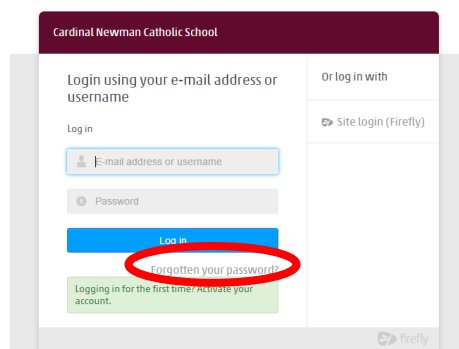 Cardinal Newman Catholic School
Login using your e-mail address or
username
Log in
E-mail address or username
Password
Log in
Forgotten your password?
Logging in for the first time? Activate your
account.
Or log in with
Site login (Firefly)
firefly